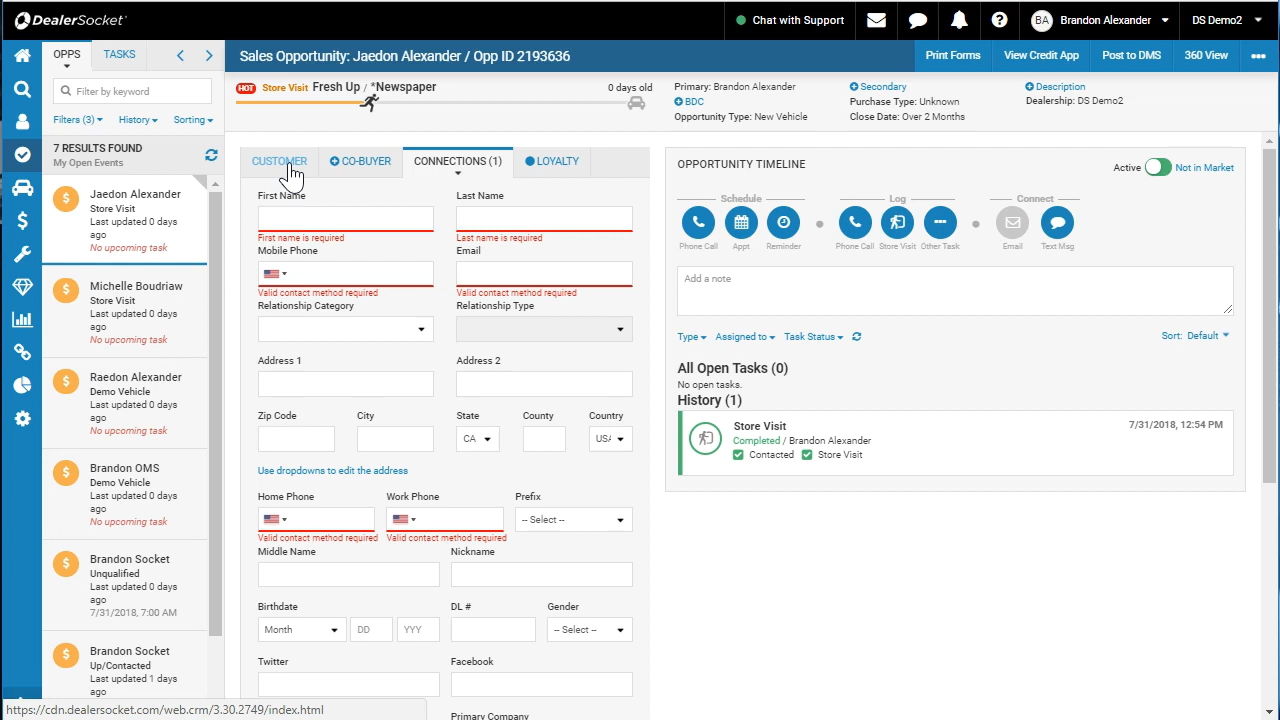 DealerSocket
Chat with Support
BA Brandon Alexander
DS Demo2
OPPS TASKS
Filter by keyword
Filters (3) History Sorting
7 RESULTS FOUND
My Open Events
Jaedon Alexander
Store Visit
Last updated 0 days
ago
No upcoming task
Michelle Boudriaw
Store Visit
Last updated 0 days
ago
No upcoming task
Raedon Alexander
Demo Vehicle
Last updated 0 days
ago
No upcoming task
Brandon OMS
Demo Vehicle
Last updated 0 days
ago
No upcoming task
Brandon Socket
Unqualified
Last updated 0 days
ago
7/31/2018, 7:00 AM
Brandon Socket
Up/Contacted
Last updated 1 days
ago
Sales Opportunity: Jaedon Alexander / Opp ID 2193636
Print Forms View Credit App Post to DMS 360 View
HOT Store Visit Fresh Up / *Newspaper 0 days old
Primary: Brandon Alexander
BDC
Opportunity Type: New Vehicle
Secondary
Purchase Type: Unknown
Close Date: Over 2 Months
Description
Dealership: DS Demo2
CUSTOMER CO-BUYER CONNECTIONS (1) LOYALTY
First Name Last Name
First name is required Last name is required
Mobile Phone Email
Valid contact method required Valid contact method required
Relationship Category Relationship Type
Address 1 Address 2
Zip Code City State County Country
CA USA
Use dropdowns to edit the address
Home Phone Work Phone Prefix
-- Select --
Valid contact method required Valid contact method required
Middle Name Nickname
Birthdate DL # Gender
Month DD YYY -- Select --
Twitter Facebook
Primary Company
OPPORTUNITY TIMELINE
Active Not in Market
Schedule Log Connect
Phone Call Appt Reminder Phone Call Store Visit Other Task Email Text Msg
Add a note
Type Assigned to Task Status Sort: Default
All Open Tasks (0)
No open tasks.
History (1)
Store Visit 7/31/2018, 12:54 PM
Completed / Brandon Alexander
Contacted Store Visit
https://cdn.dealersocket.com/web.crm/3.30.2749/index.html